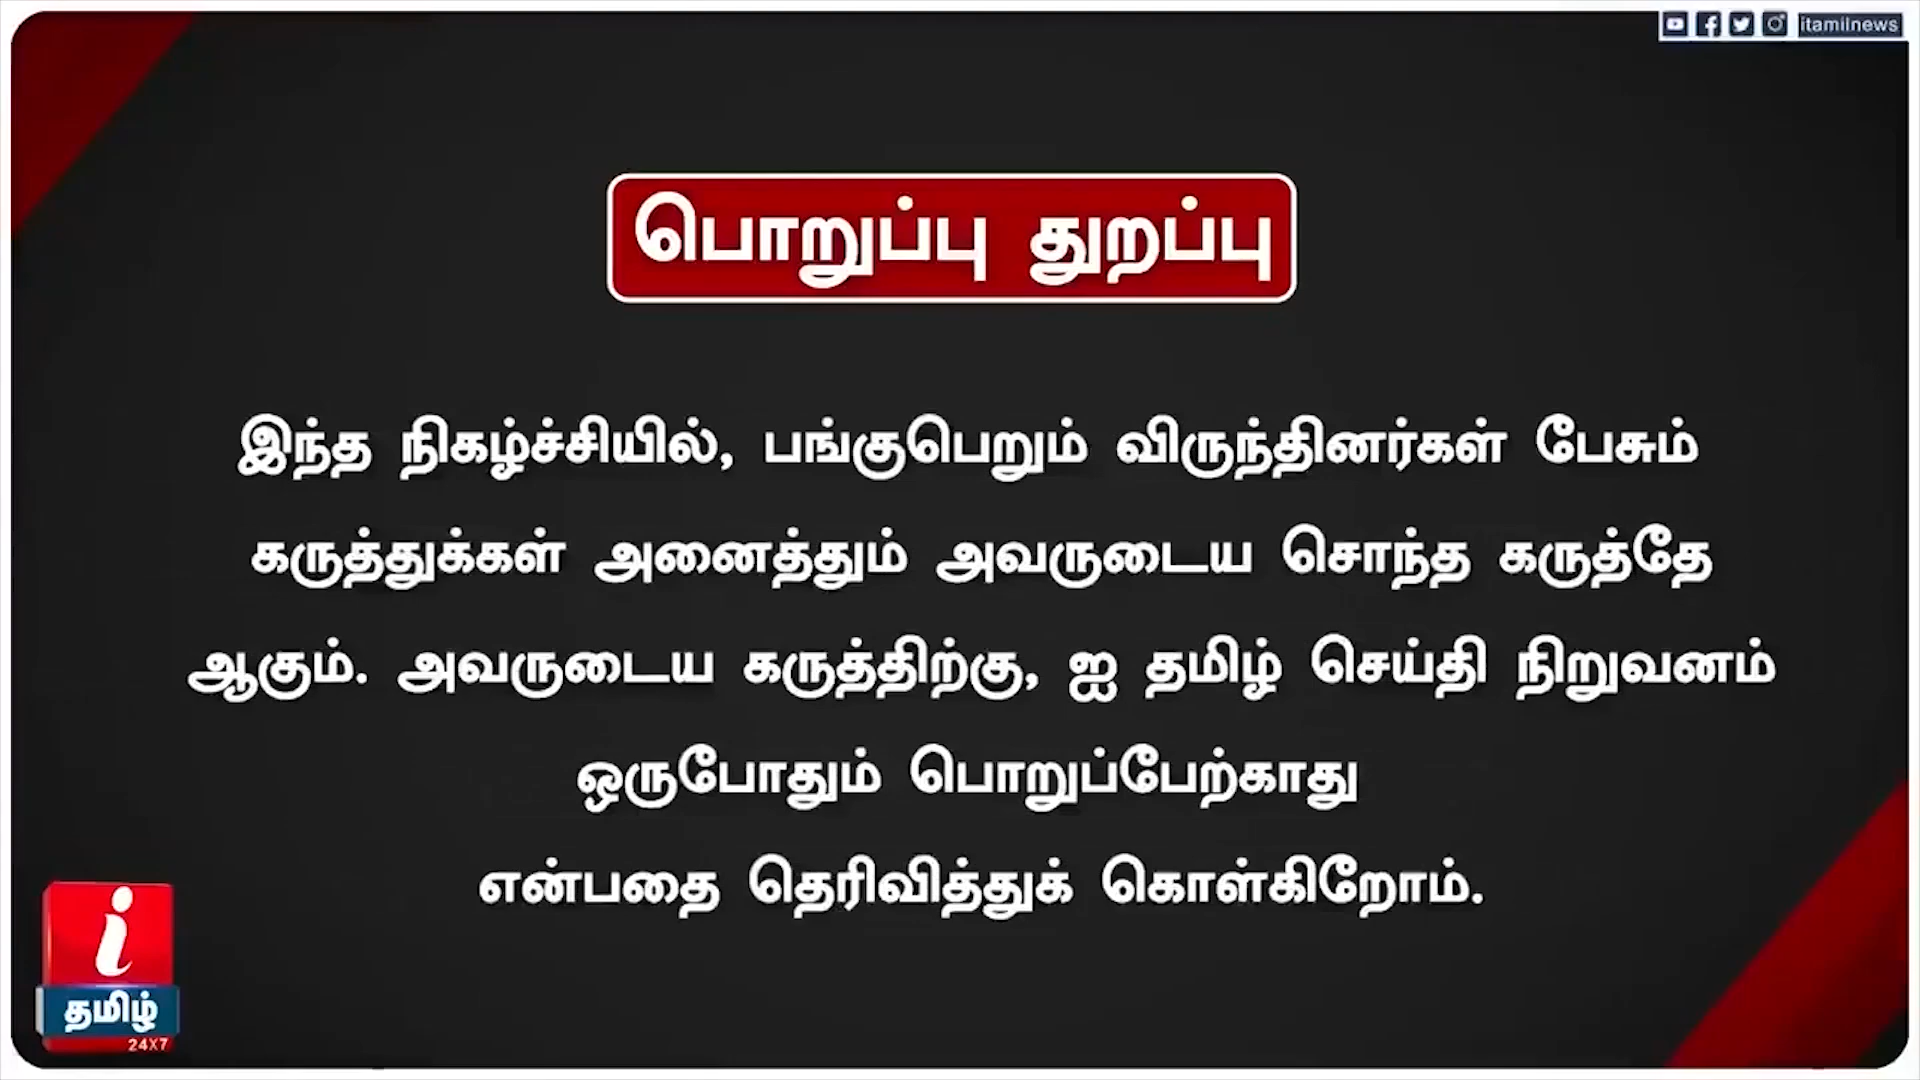 itamilnews
பொறுப்பு துறப்பு
இந்த நிகழ்ச்சியில், பங்குபெறும் விருந்தினர்கள் பேசும்
கருத்துக்கள் அனைத்தும் அவருடைய சொந்த கருத்தே
ஆகும். அவருடைய கருத்திற்கு, ஐ தமிழ் செய்தி நிறுவனம்
ஒருபோதும் பொறுப்பேற்காது
என்பதை தெரிவித்துக் கொள்கிறோம்.
i
தமிழ்
24X7